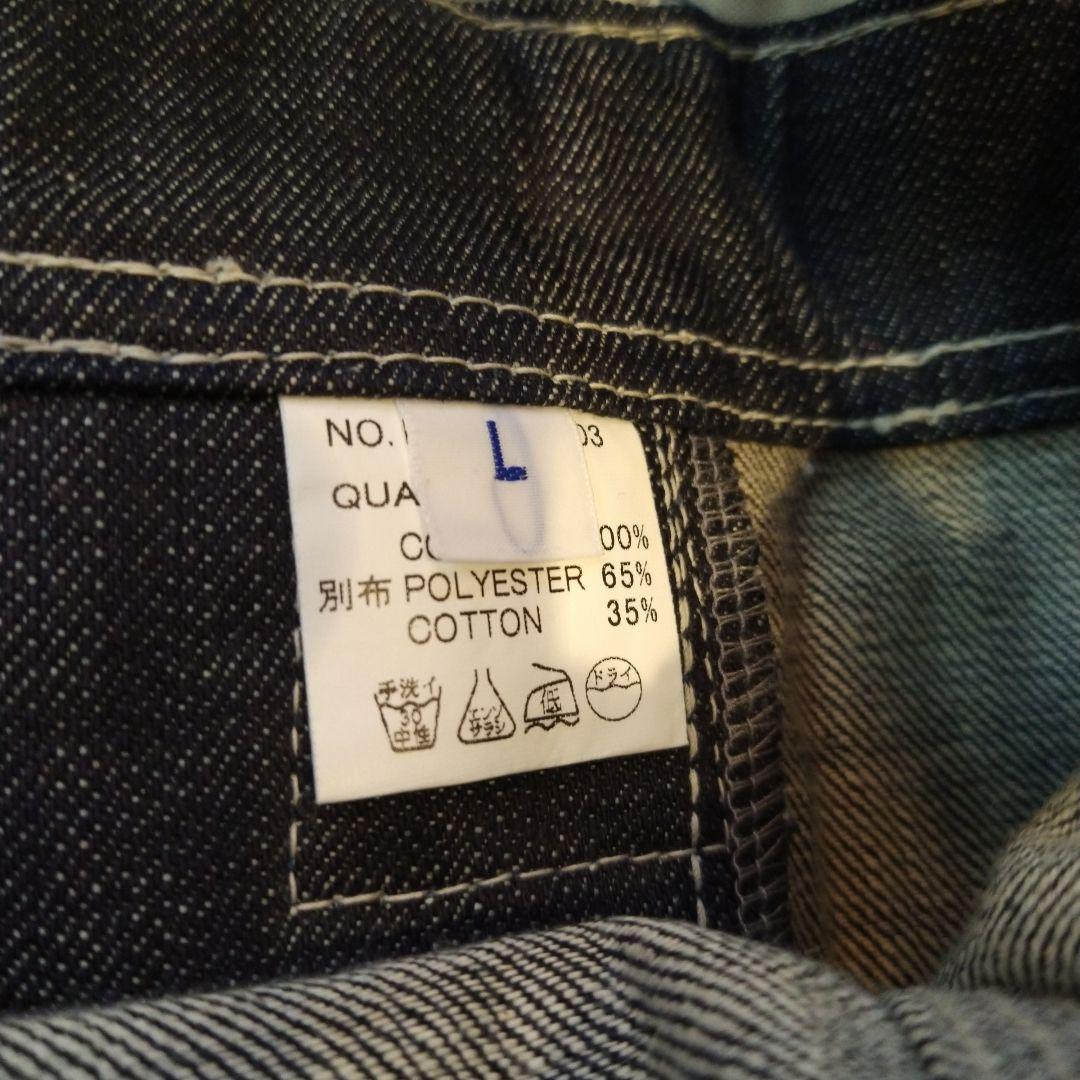 NO. 03
L
QUA
CO 00%
別布 POLYESTER 65%
COTTON 35%
手洗イ
30
中性
エンソ
サラシ
低
ドライ